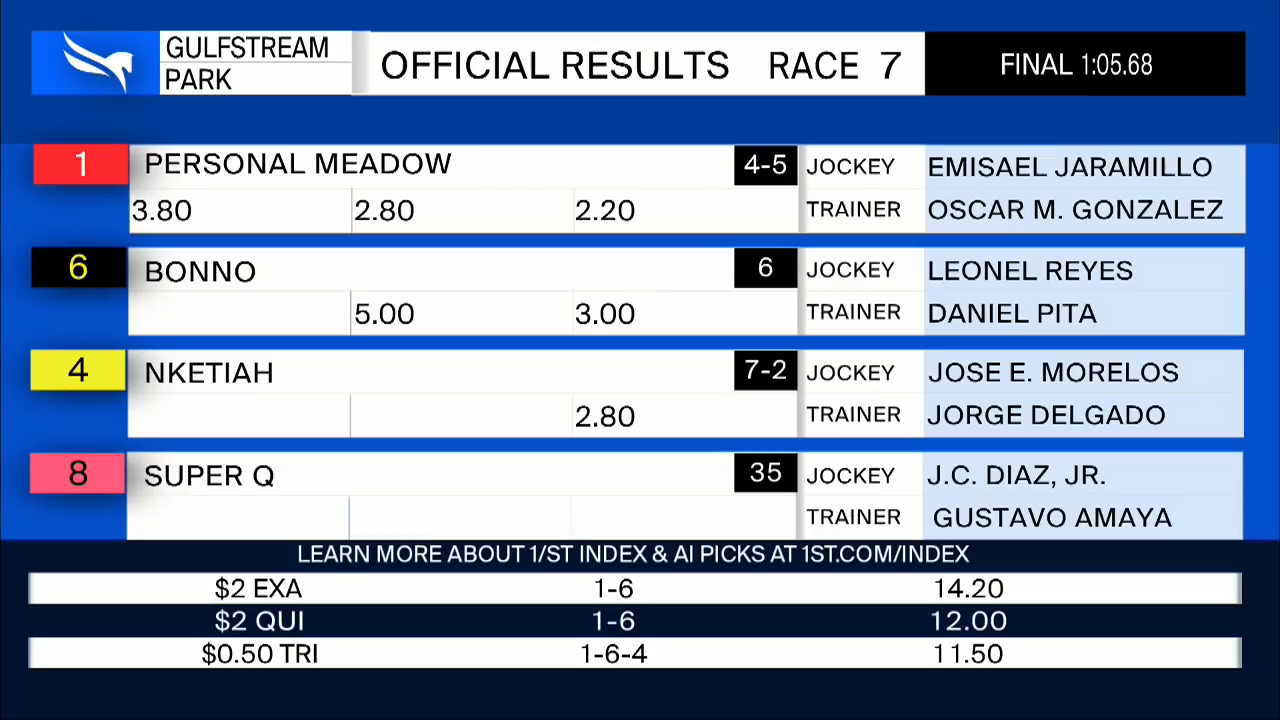 GULFSTREAM
PARK
OFFICIAL RESULTS RACE 7
FINAL 1:05.68
1 PERSONAL MEADOW 4-5 JOCKEY EMISAEL JARAMILLO
3.80 2.80 2.20 TRAINER OSCAR M. GONZALEZ
6 BONNO 6 JOCKEY LEONEL REYES
5.00 3.00 TRAINER DANIEL PITA
4 NKETIAH 7-2 JOCKEY JOSE E. MORELOS
2.80 TRAINER JORGE DELGADO
8 SUPER Q 35 JOCKEY J.C. DIAZ, JR.
TRAINER GUSTAVO AMAYA
LEARN MORE ABOUT 1/ST INDEX & AI PICKS AT 1ST.COM/INDEX
$2 EXA 1-6 14.20
$2 QUI 1-6 12.00
$0.50 TRI 1-6-4 11.50